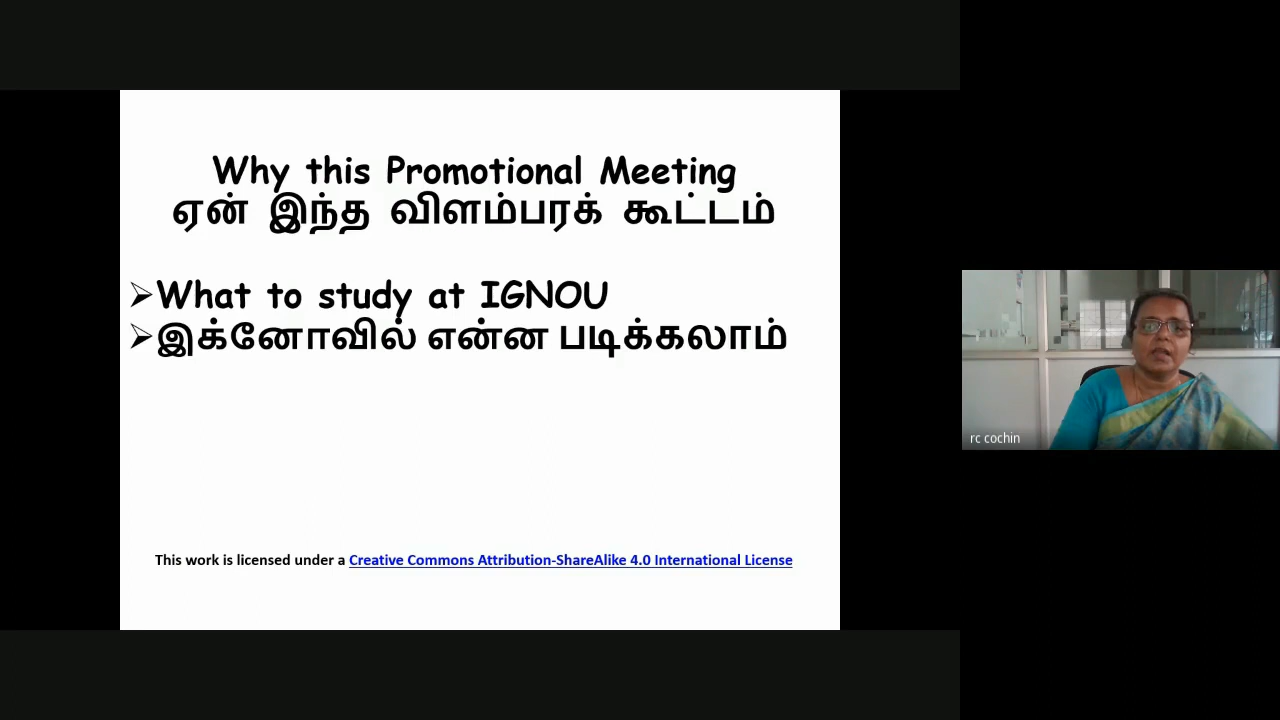 Why this Promotional Meeting
ஏன் இந்த விளம்பரக் கூட்டம்
➢What to study at IGNOU
➢இக்னோவில் என்ன படிக்கலாம்
This work is licensed under a Creative Commons Attribution-ShareAlike 4.0 International License
rc cochin